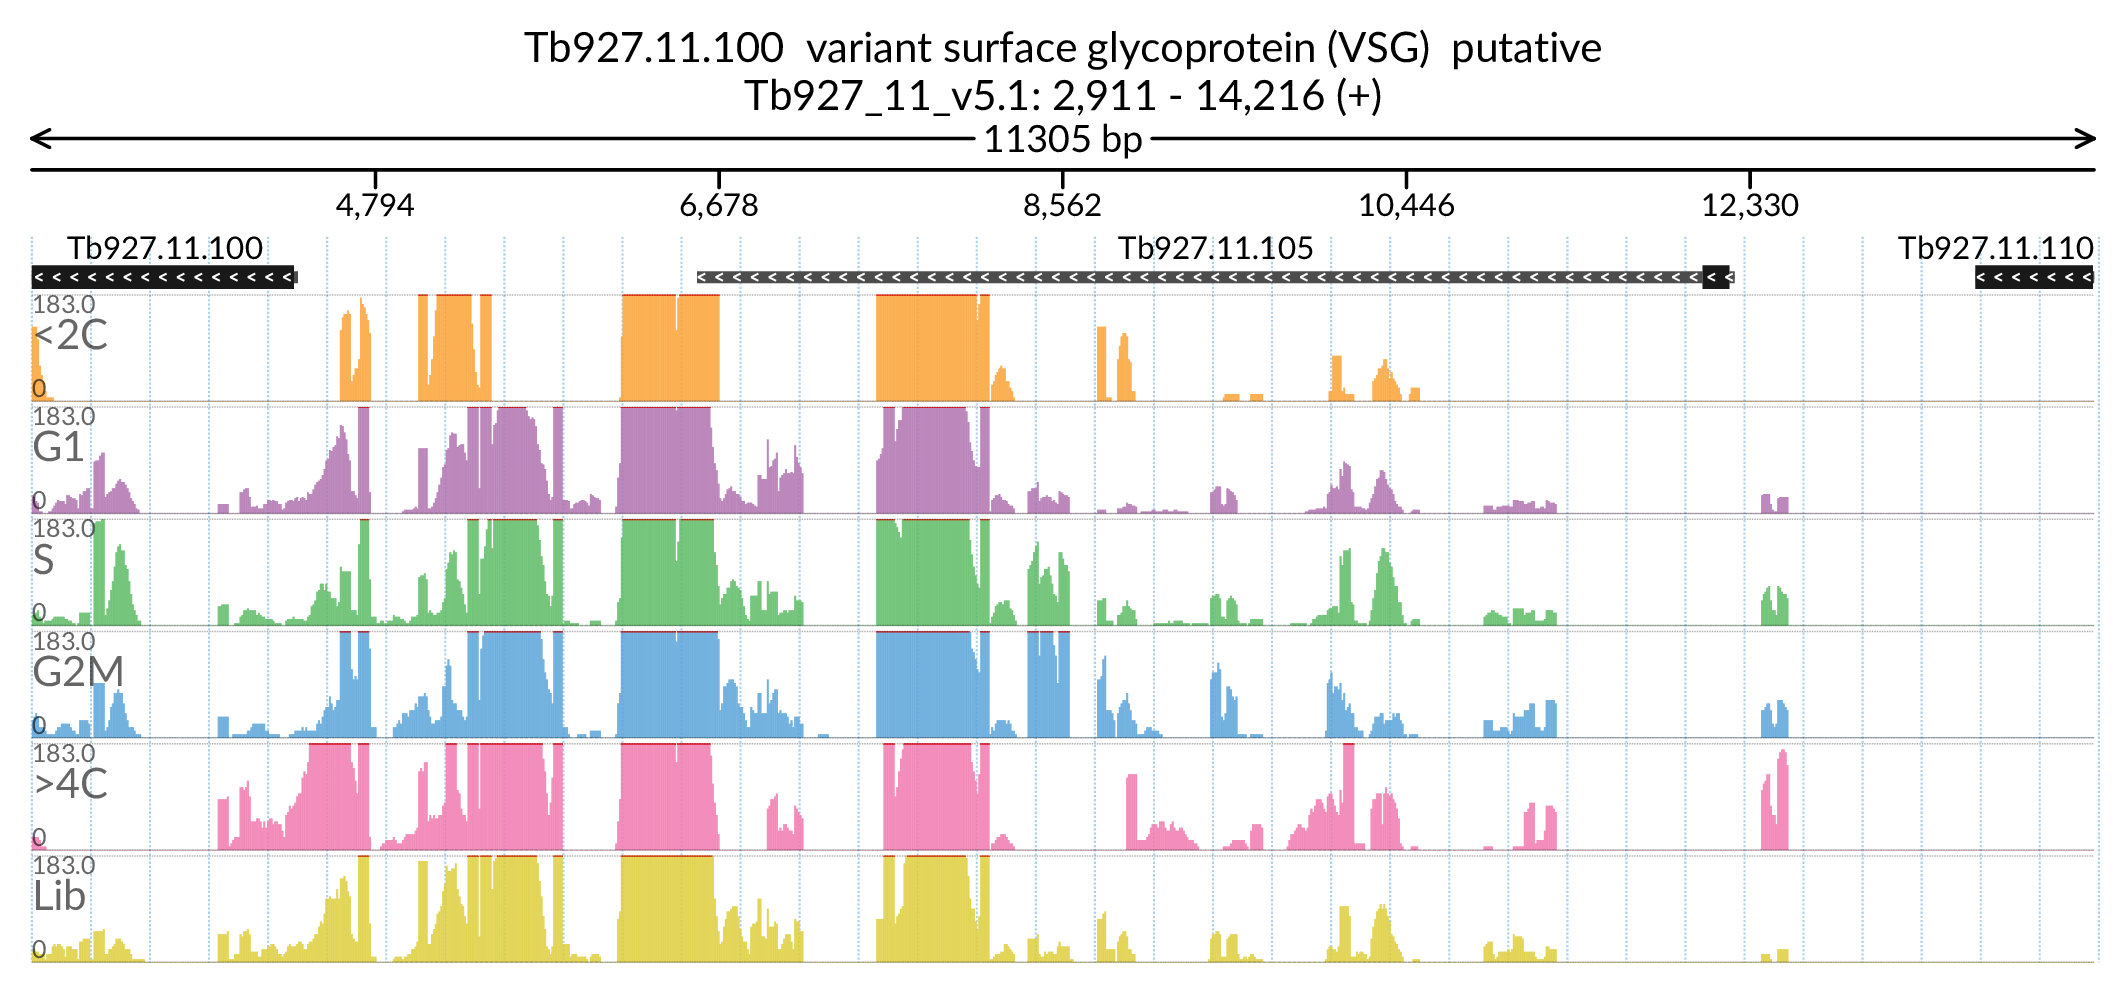 Tb927.11.100 variant surface glycoprotein (VSG) putative
Tb927_11_v5.1: 2,911 - 14,216 (+)
11305 bp
4,794 6,678 8,562 10,446 12,330
Tb927.11.100 Tb927.11.105 Tb927.11.110
183.0
<2C
0
183.0
G1
0
183.0
S
0
183.0
G2M
0
183.0
>4C
0
183.0
Lib
0